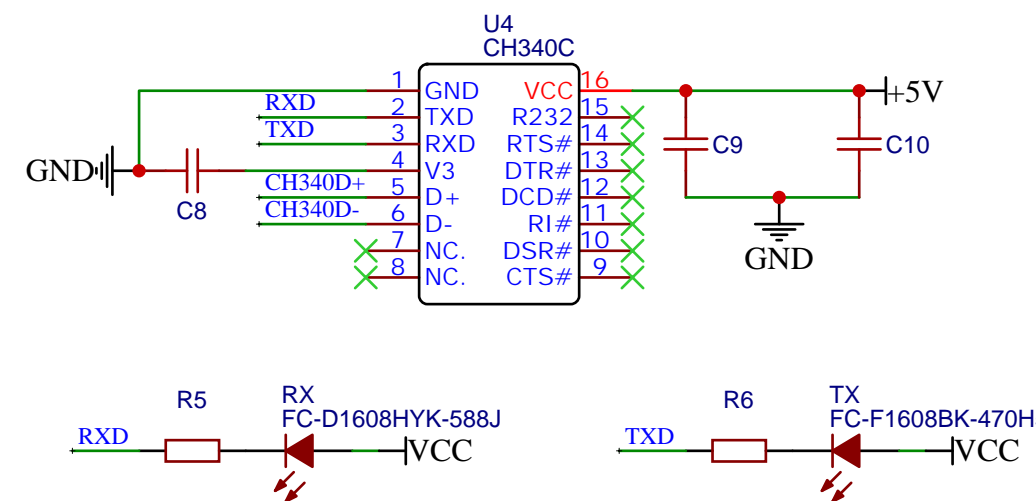 U4
CH340C
1 GND VCC 16
RXD 2 TXD R232 15
TXD 3 RXD RTS# 14
GND 4 V3 DTR# 13
CH340D+ 5 D+ DCD# 12
CH340D- 6 D- RI# 11
7 NC. DSR# 10
8 NC. CTS# 9
C8
+5V
C9 C10
GND
R5
RX
FC-D1608HYK-588J
RXD VCC
R6
TX
FC-F1608BK-470H
TXD VCC